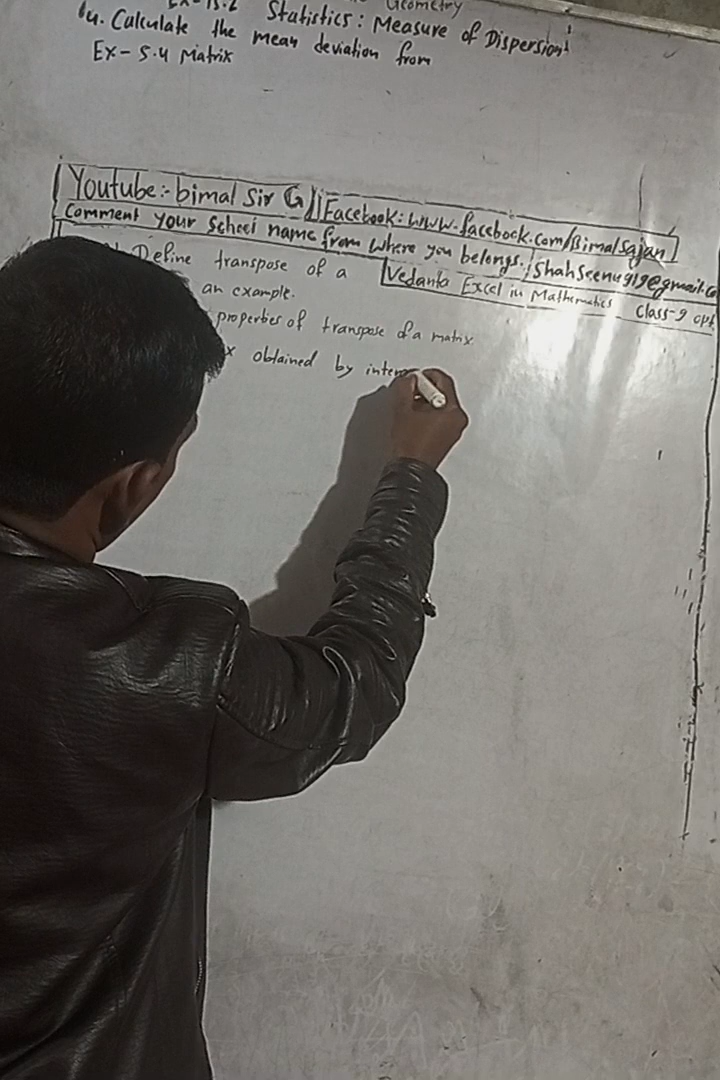 Geometry
Ex-15.2 Statistics: Measure of Dispersion
14. Calculate the mean deviation from
Ex- 5.4 Matrix
Youtube:- bimal Sir G || Facebook: www.facebook.com/Bimalsajan
Comment your School name from where you belongs. | Shahseenu919@gmail.co
Define transpose of a
Vedanta Excel in Mathematics Class-9 opt
an example.
properties of transpose of a matrix
x obtained by inter